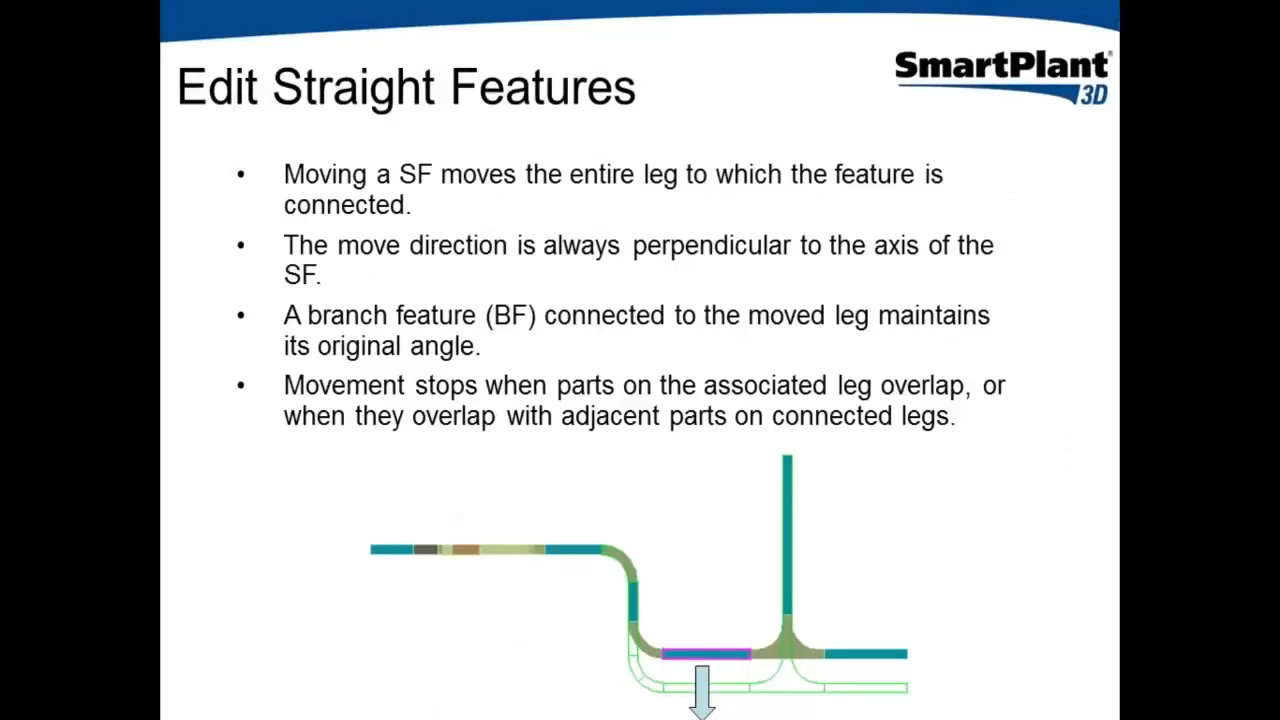 SmartPlant
3D
Edit Straight Features
• Moving a SF moves the entire leg to which the feature is
connected.
• The move direction is always perpendicular to the axis of the
SF.
• A branch feature (BF) connected to the moved leg maintains
its original angle.
• Movement stops when parts on the associated leg overlap, or
when they overlap with adjacent parts on connected legs.